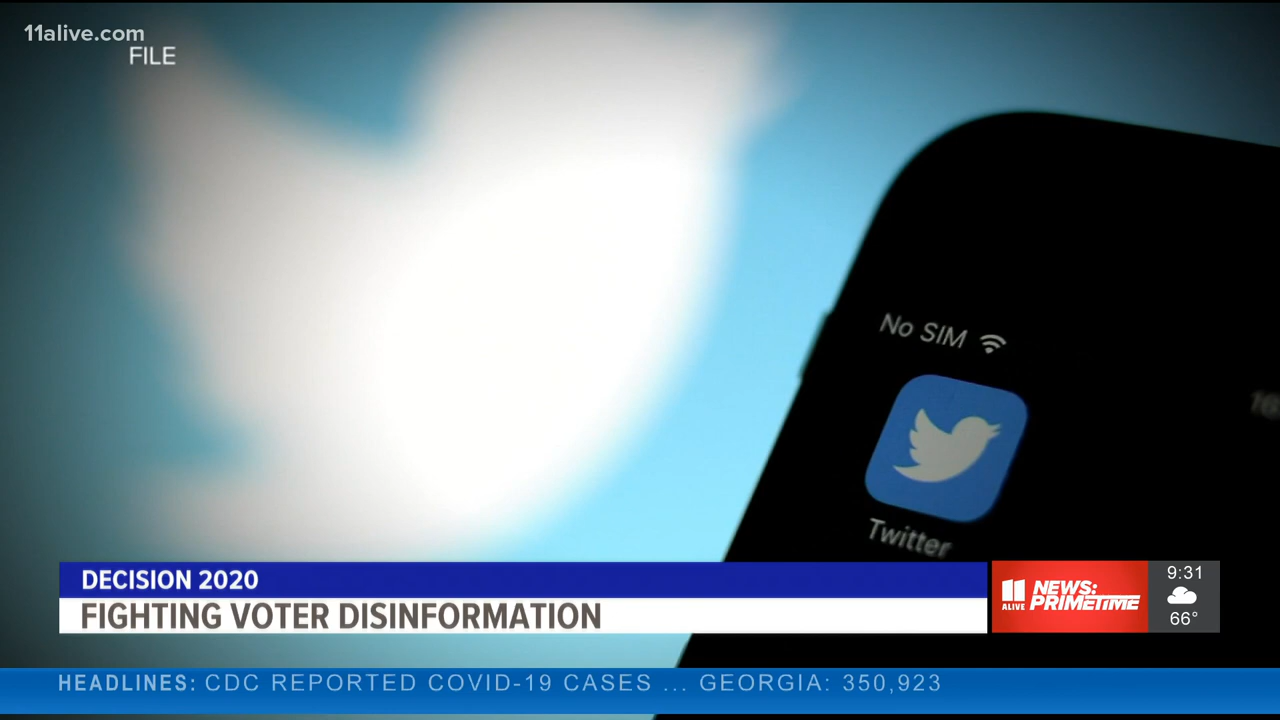 11alive.com
FILE
No SIM
Twitter
DECISION 2020
FIGHTING VOTER DISINFORMATION
11 ALIVE NEWS: PRIMETIME
9:31
66°
HEADLINES: CDC REPORTED COVID-19 CASES ... GEORGIA: 350,923